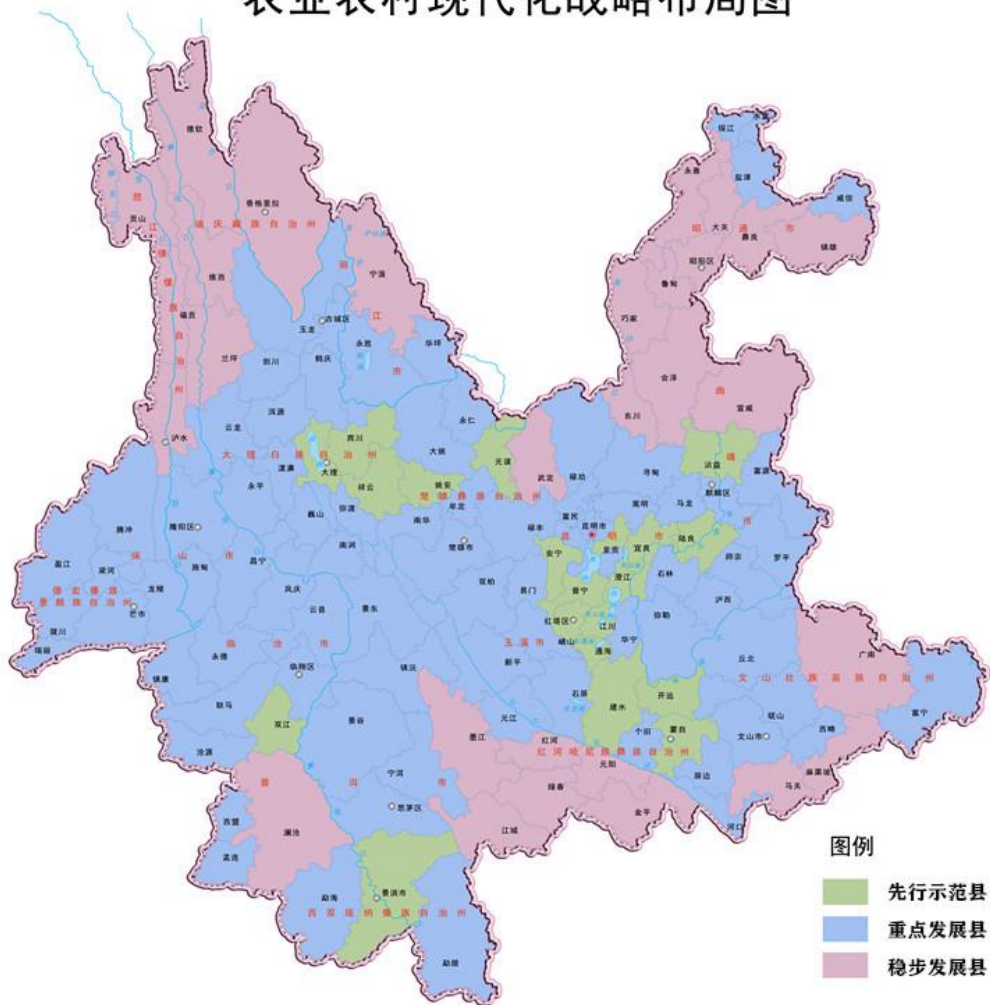 农业农村现代化战略布局图
德钦
香格里拉
迪庆藏族自治州
贡山
怒江傈僳族自治州
维西
福贡
兰坪
泸水
丽江市
宁蒗
古城区
玉龙
永胜
华坪
剑川
鹤庆
洱源
云龙
大理白族自治州
宾川
漾濞
大理
祥云
永平
巍山
弥渡
南涧
永仁
大姚
元谋
武定
姚安
楚雄彝族自治州
牟定
南华
楚雄市
禄丰
双柏
水富
绥江
盐津
威信
永善
大关
彝良
昭通市
镇雄
昭阳区
鲁甸
巧家
会泽
曲靖市
宣威
东川
沾益
富源
禄劝
寻甸
麒麟区
嵩明
马龙
富民
昆明市
昆明市
陆良
安宁
呈贡
宜良
师宗
罗平
石林
晋宁
澄江
泸西
易门
红塔区
江川
弥勒
峨山
玉溪市
华宁
通海
新平
元江
腾冲
隆阳区
保山市
盈江
梁河
施甸
昌宁
龙陵
德宏傣族
景颇族自治州
芒市
陇川
瑞丽
凤庆
云县
景东
临沧市
永德
临翔区
镇康
镇沅
耿马
双江
景谷
沧源
墨江
宁洱
普洱市
思茅区
西盟
澜沧
孟连
江城
勐海
景洪市
西双版纳傣族自治州
勐腊
石屏
建水
开远
个旧
蒙自
红河
红河哈尼族彝族自治州
元阳
绿春
金平
屏边
河口
丘北
广南
文山壮族苗族自治州
砚山
文山市
西畴
富宁
麻栗坡
马关
图例
先行示范县
重点发展县
稳步发展县